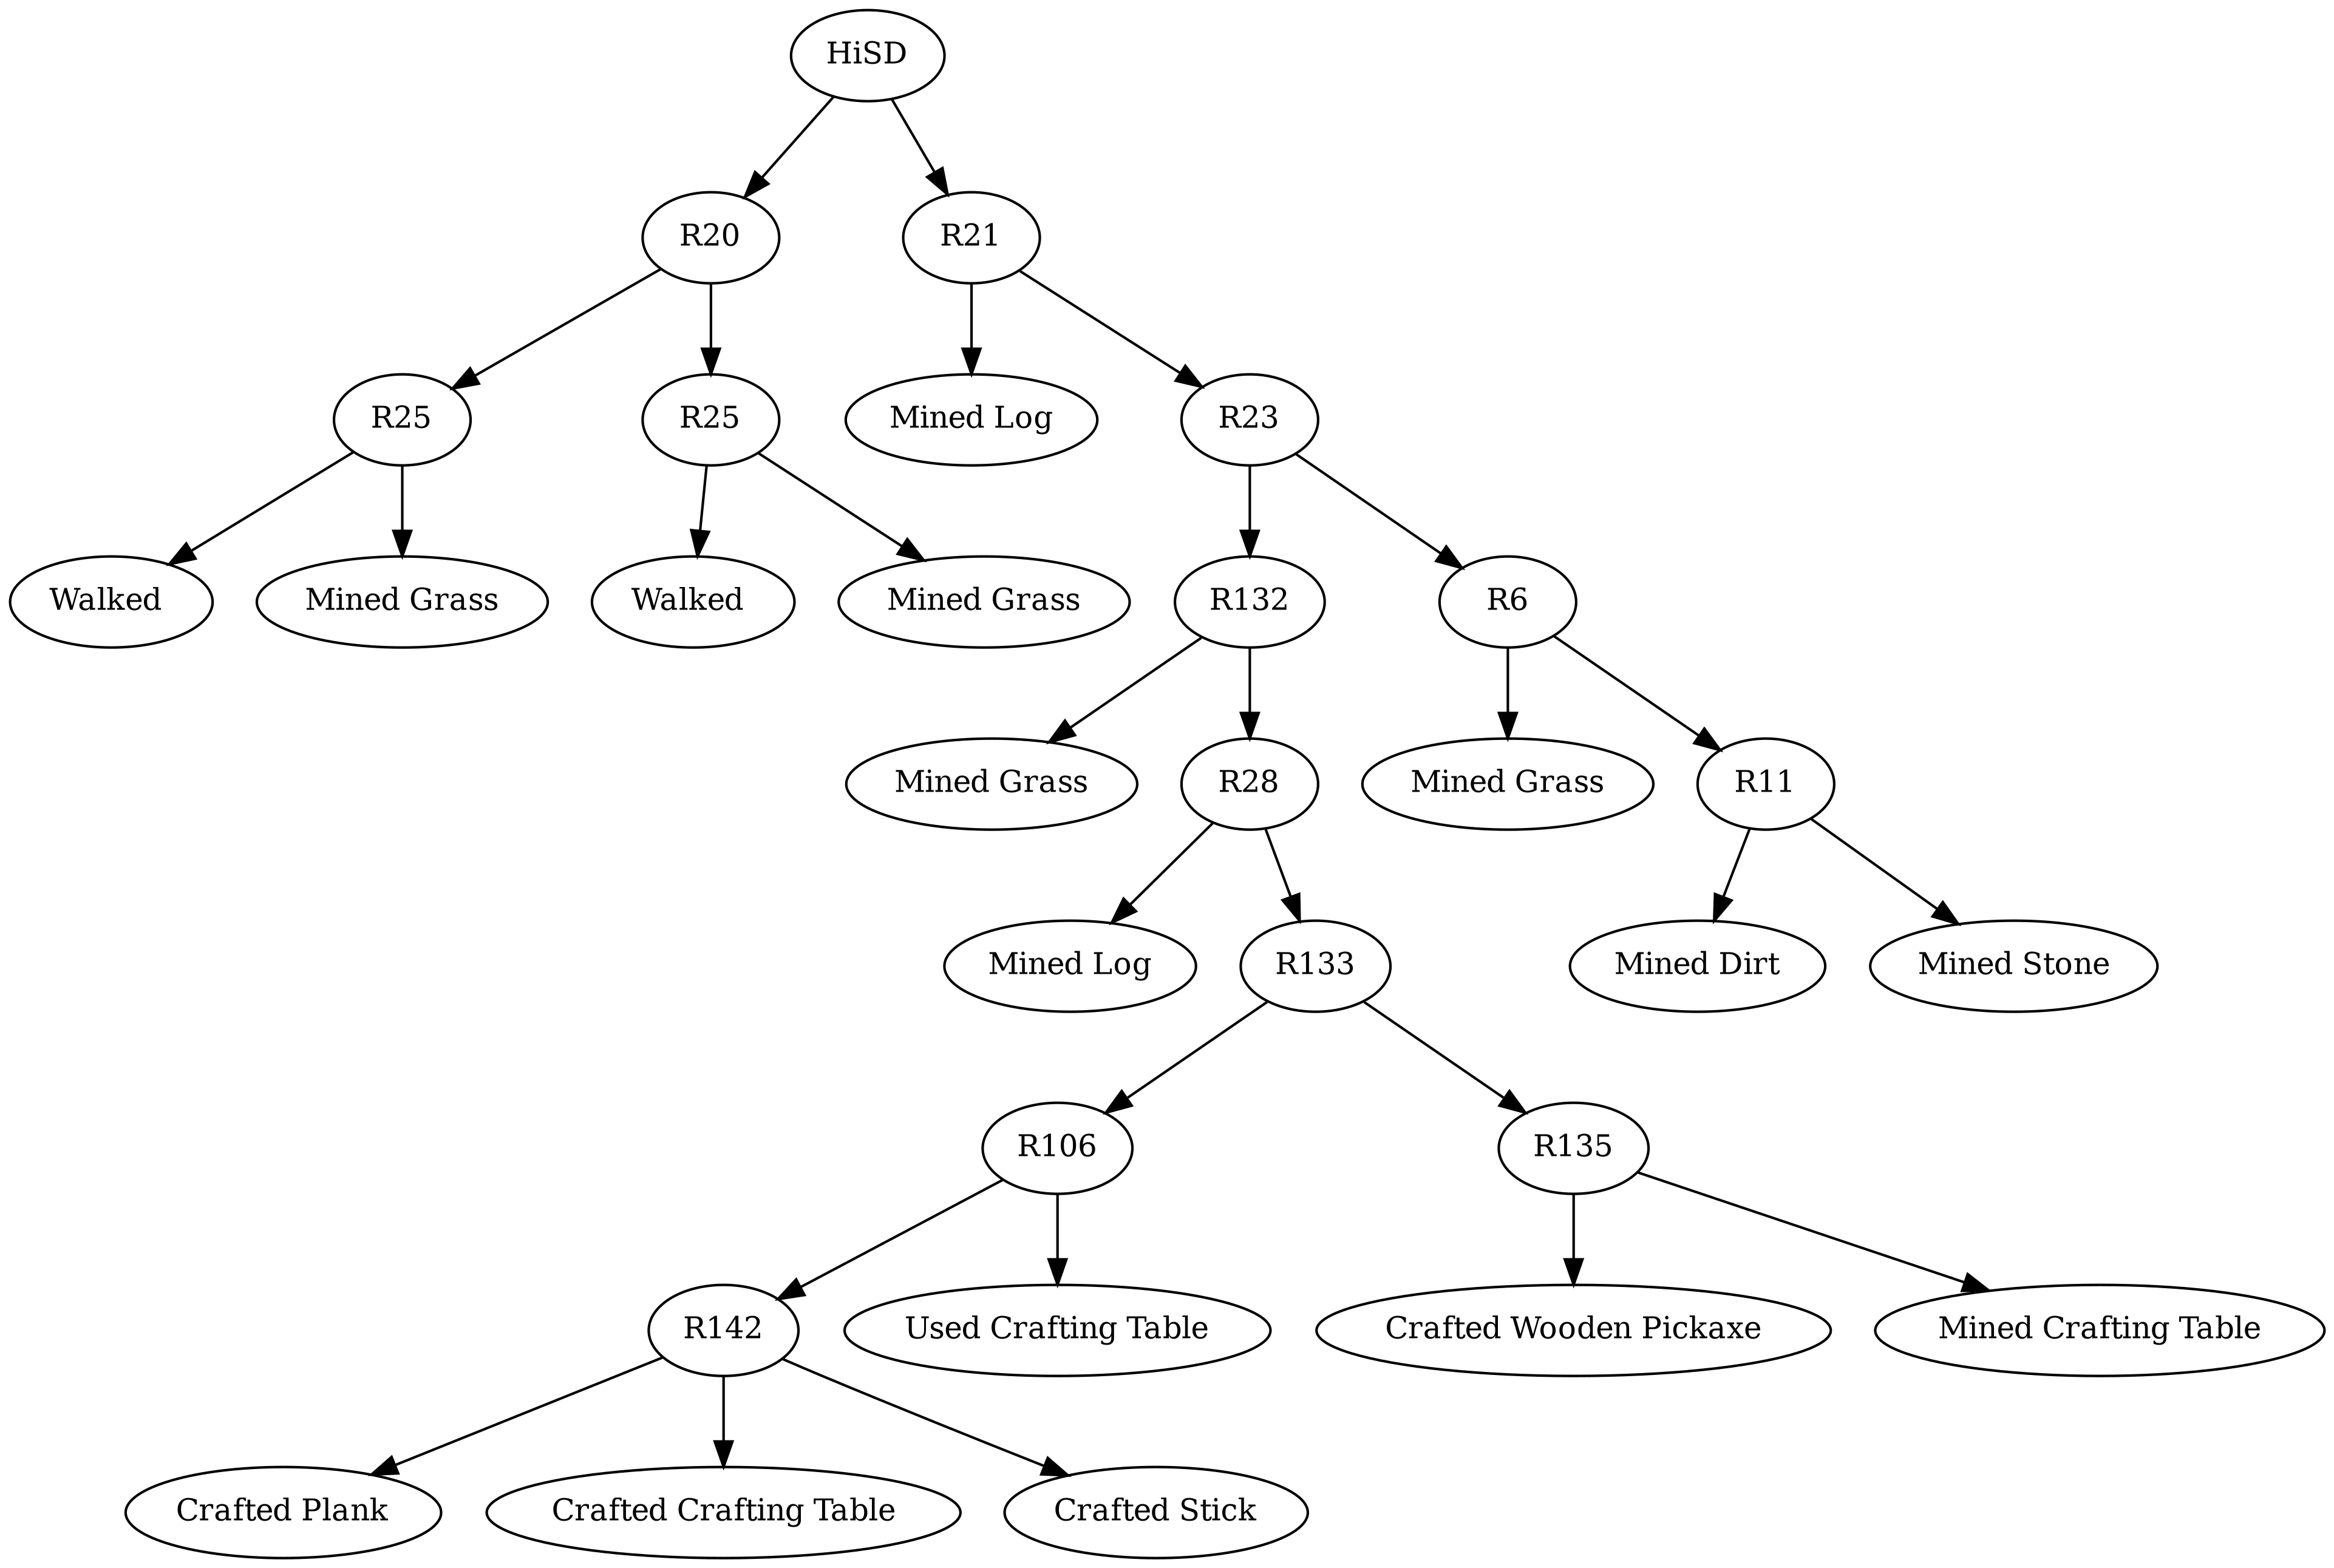 HiSD
R20
R21
R25
R25
Mined Log
R23
Walked
Mined Grass
Walked
Mined Grass
R132
R6
Mined Grass
R28
Mined Grass
R11
Mined Log
R133
Mined Dirt
Mined Stone
R106
R135
R142
Used Crafting Table
Crafted Wooden Pickaxe
Mined Crafting Table
Crafted Plank
Crafted Crafting Table
Crafted Stick